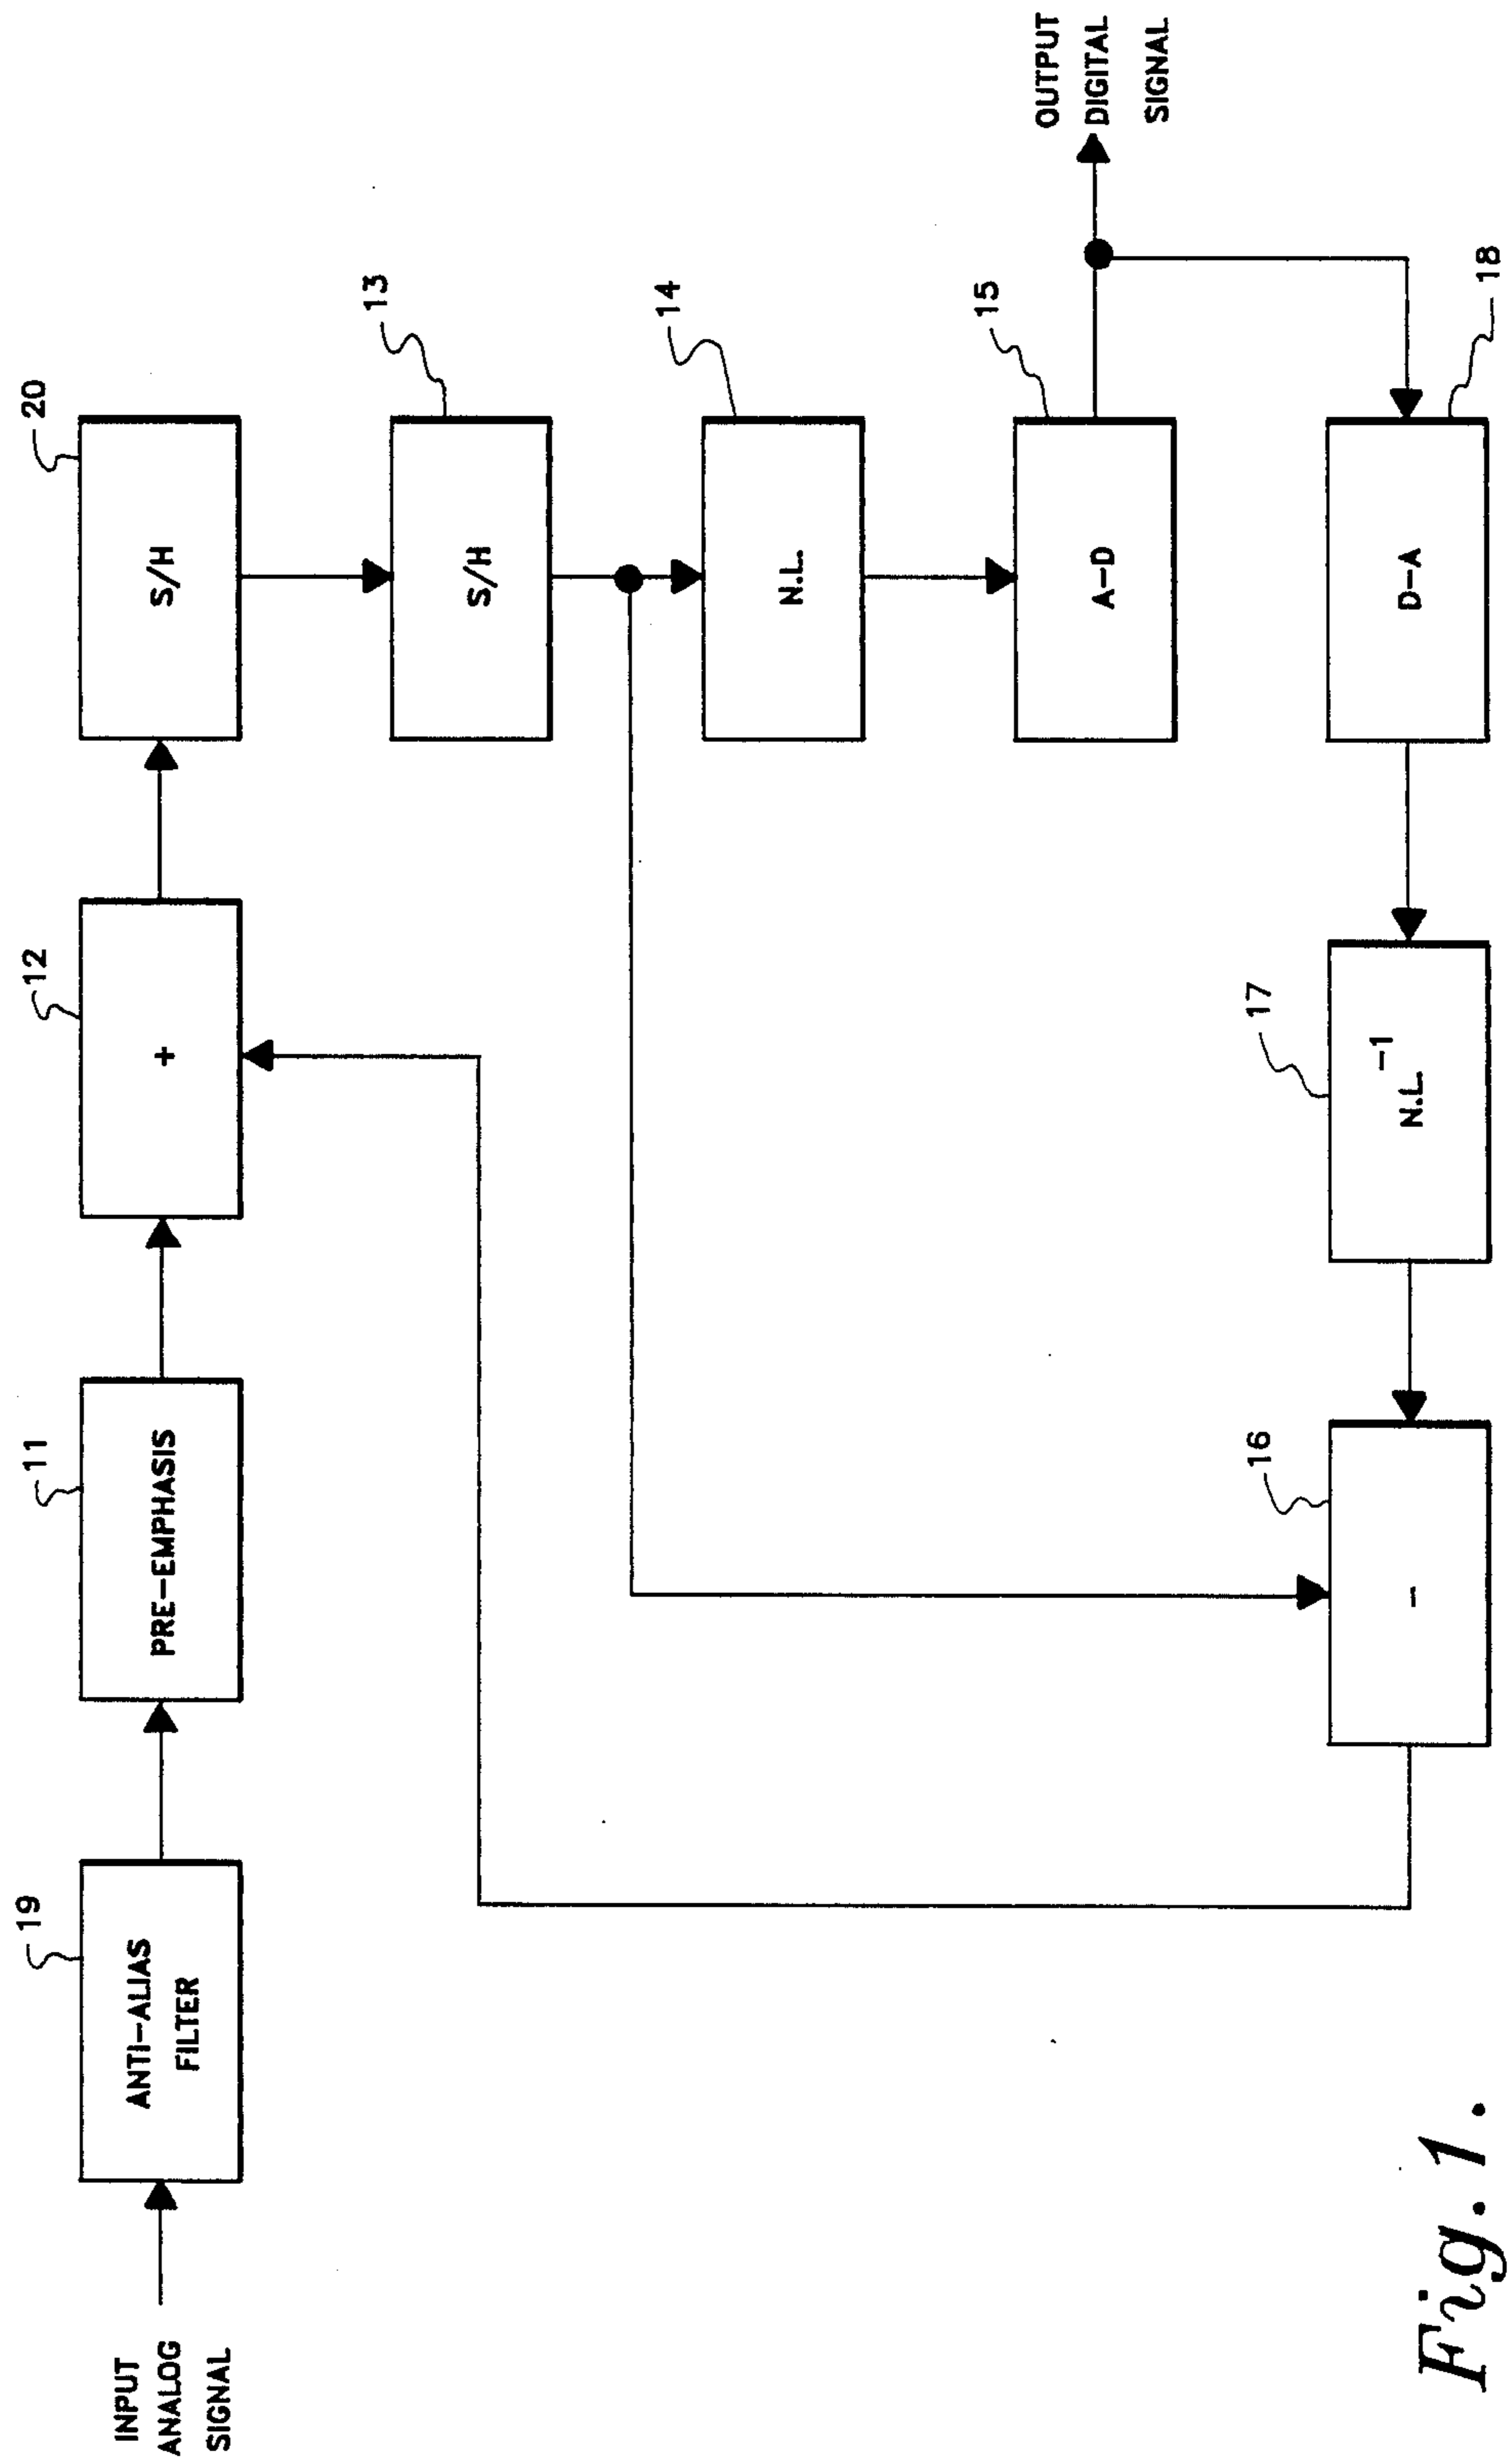 INPUT
ANALOG
SIGNAL
19
ANTI-ALIAS
FILTER
11
PRE-EMPHASIS
12
+
20
S/H
13
S/H
14
N.L.
15
A-D
OUTPUT
DIGITAL
SIGNAL
16
-
17
N.L.⁻¹
18
D-A
Fig. 1.